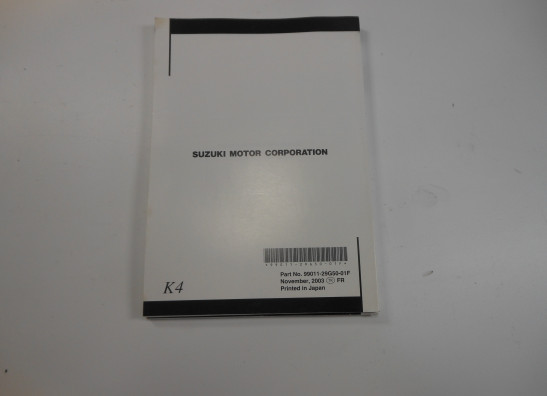 SUZUKI MOTOR CORPORATION
Part No. 99011-29G50-01F
November, 2003 FR
Printed in Japan
K4